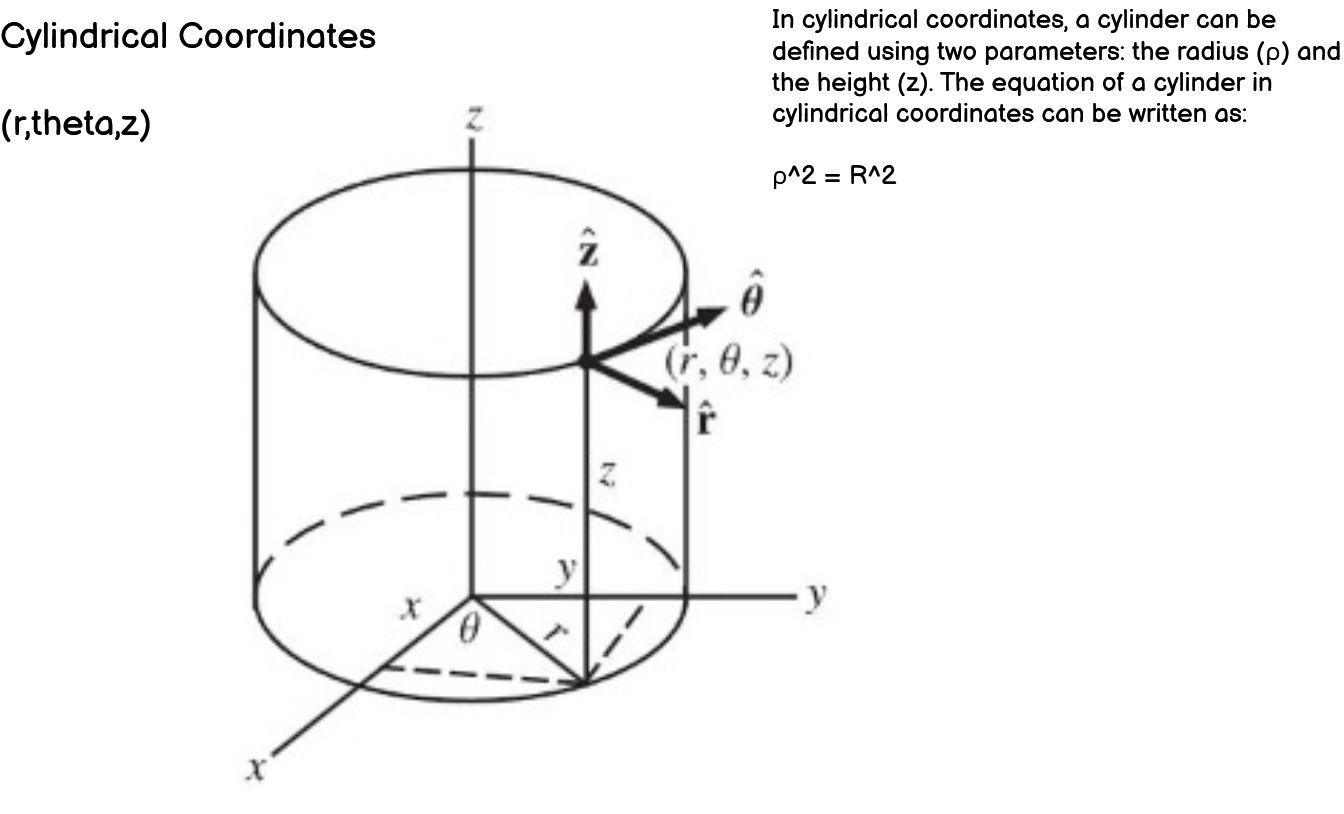 Cylindrical Coordinates
(r,theta,z)
In cylindrical coordinates, a cylinder can be
defined using two parameters: the radius (ρ) and
the height (z). The equation of a cylinder in
cylindrical coordinates can be written as:
ρ^2 = R^2
z
ẑ
θ̂
(r, θ, z)
r̂
z
y
x
y
θ
r
x